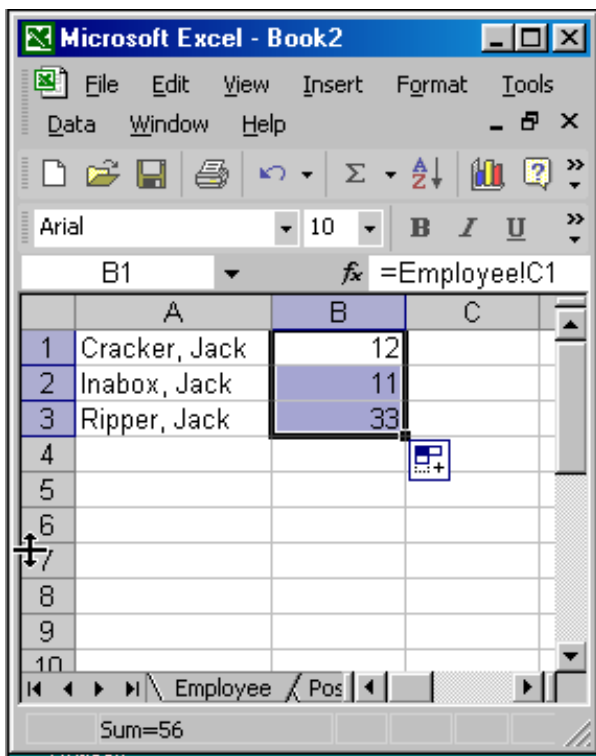 Microsoft Excel - Book2
File Edit View Insert Format Tools
Data Window Help
Arial 10 B I U
B1 fx =Employee!C1
A B C
1 Cracker, Jack 12
2 Inabox, Jack 11
3 Ripper, Jack 33
4
5
6
7
8
9
10
Employee Pos
Sum=56